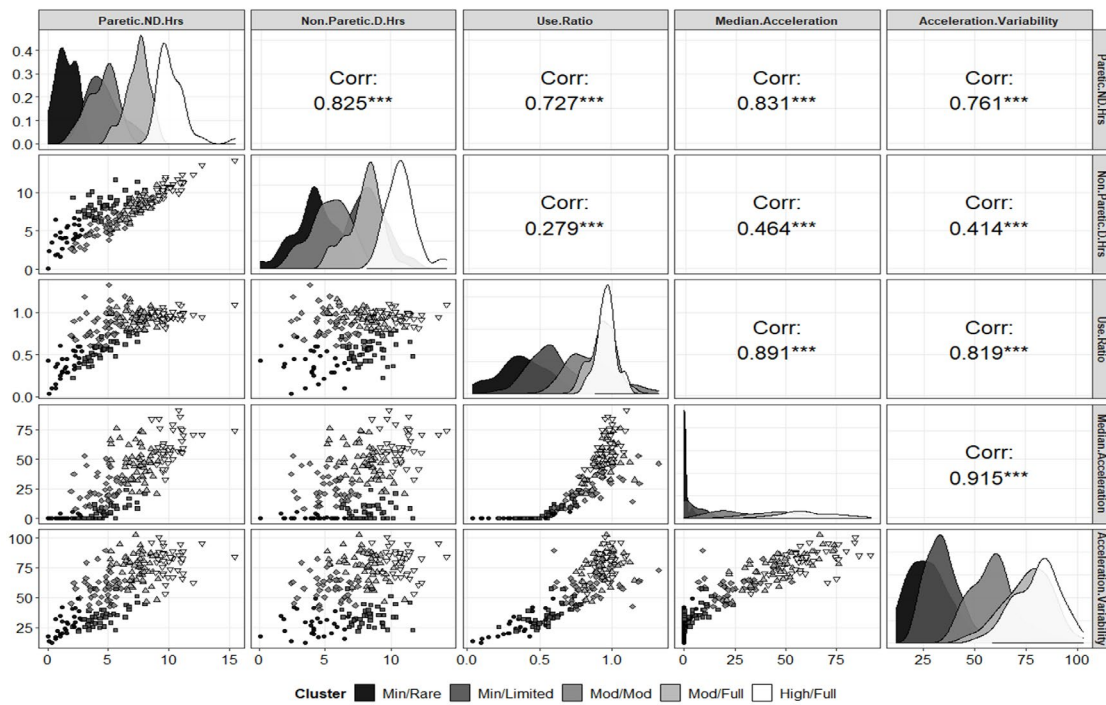 Paretic.ND.Hrs Non.Paretic.D.Hrs Use.Ratio Median.Acceleration Acceleration.Variability
0.4
0.3
0.2
0.1
0.0
Corr:
0.825***
Corr:
0.727***
Corr:
0.831***
Corr:
0.761***
Paretic.ND.Hrs
10
5
0
Corr:
0.279***
Corr:
0.464***
Corr:
0.414***
Non.Paretic.D.Hrs
1.0
0.5
0.0
Corr:
0.891***
Corr:
0.819***
Use.Ratio
75
50
25
0
Corr:
0.915***
Median.Acceleration
100
75
50
25
Acceleration.Variability
0 5 10 15 0 5 10 0.0 0.5 1.0 0 25 50 75 25 50 75 100
Cluster Min/Rare Min/Limited Mod/Mod Mod/Full High/Full